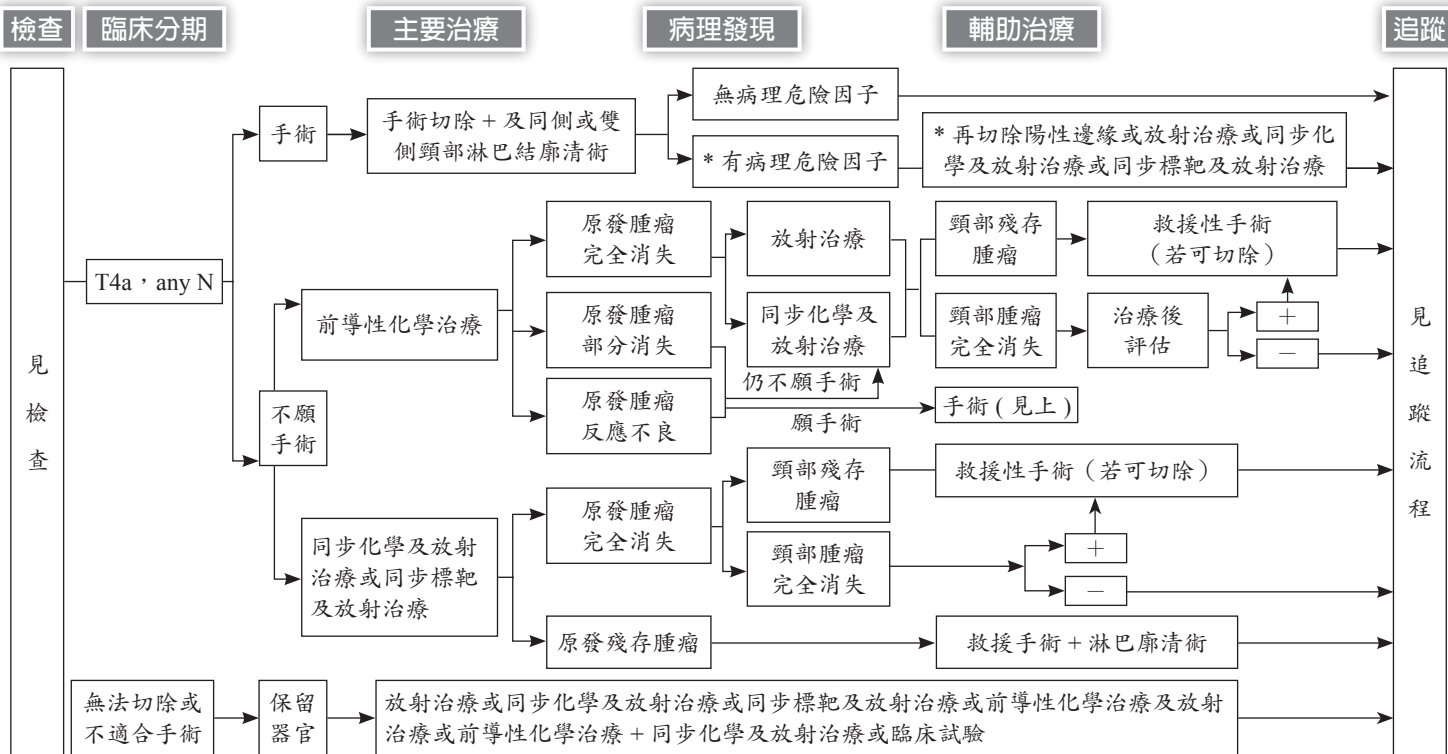 檢查
臨床分期
主要治療
病理發現
輔助治療
追蹤
見
檢
查
T4a，any N
手術
手術切除 + 及同側或雙
側頸部淋巴結廓清術
無病理危險因子
* 有病理危險因子
* 再切除陽性邊緣或放射治療或同步化
學及放射治療或同步標靶及放射治療
不願
手術
前導性化學治療
原發腫瘤
完全消失
原發腫瘤
部分消失
原發腫瘤
反應不良
放射治療
同步化學及
放射治療
仍不願手術
願手術
手術 ( 見上 )
頸部殘存
腫瘤
救援性手術
（若可切除）
頸部腫瘤
完全消失
治療後
評估
＋
－
同步化學及放射
治療或同步標靶
及放射治療
原發腫瘤
完全消失
頸部殘存
腫瘤
救援性手術（若可切除）
頸部腫瘤
完全消失
＋
－
原發殘存腫瘤
救援手術 + 淋巴廓清術
無法切除或
不適合手術
保留
器官
放射治療或同步化學及放射治療或同步標靶及放射治療或前導性化學治療及放射
治療或前導性化學治療 + 同步化學及放射治療或臨床試驗
見
追
蹤
流
程